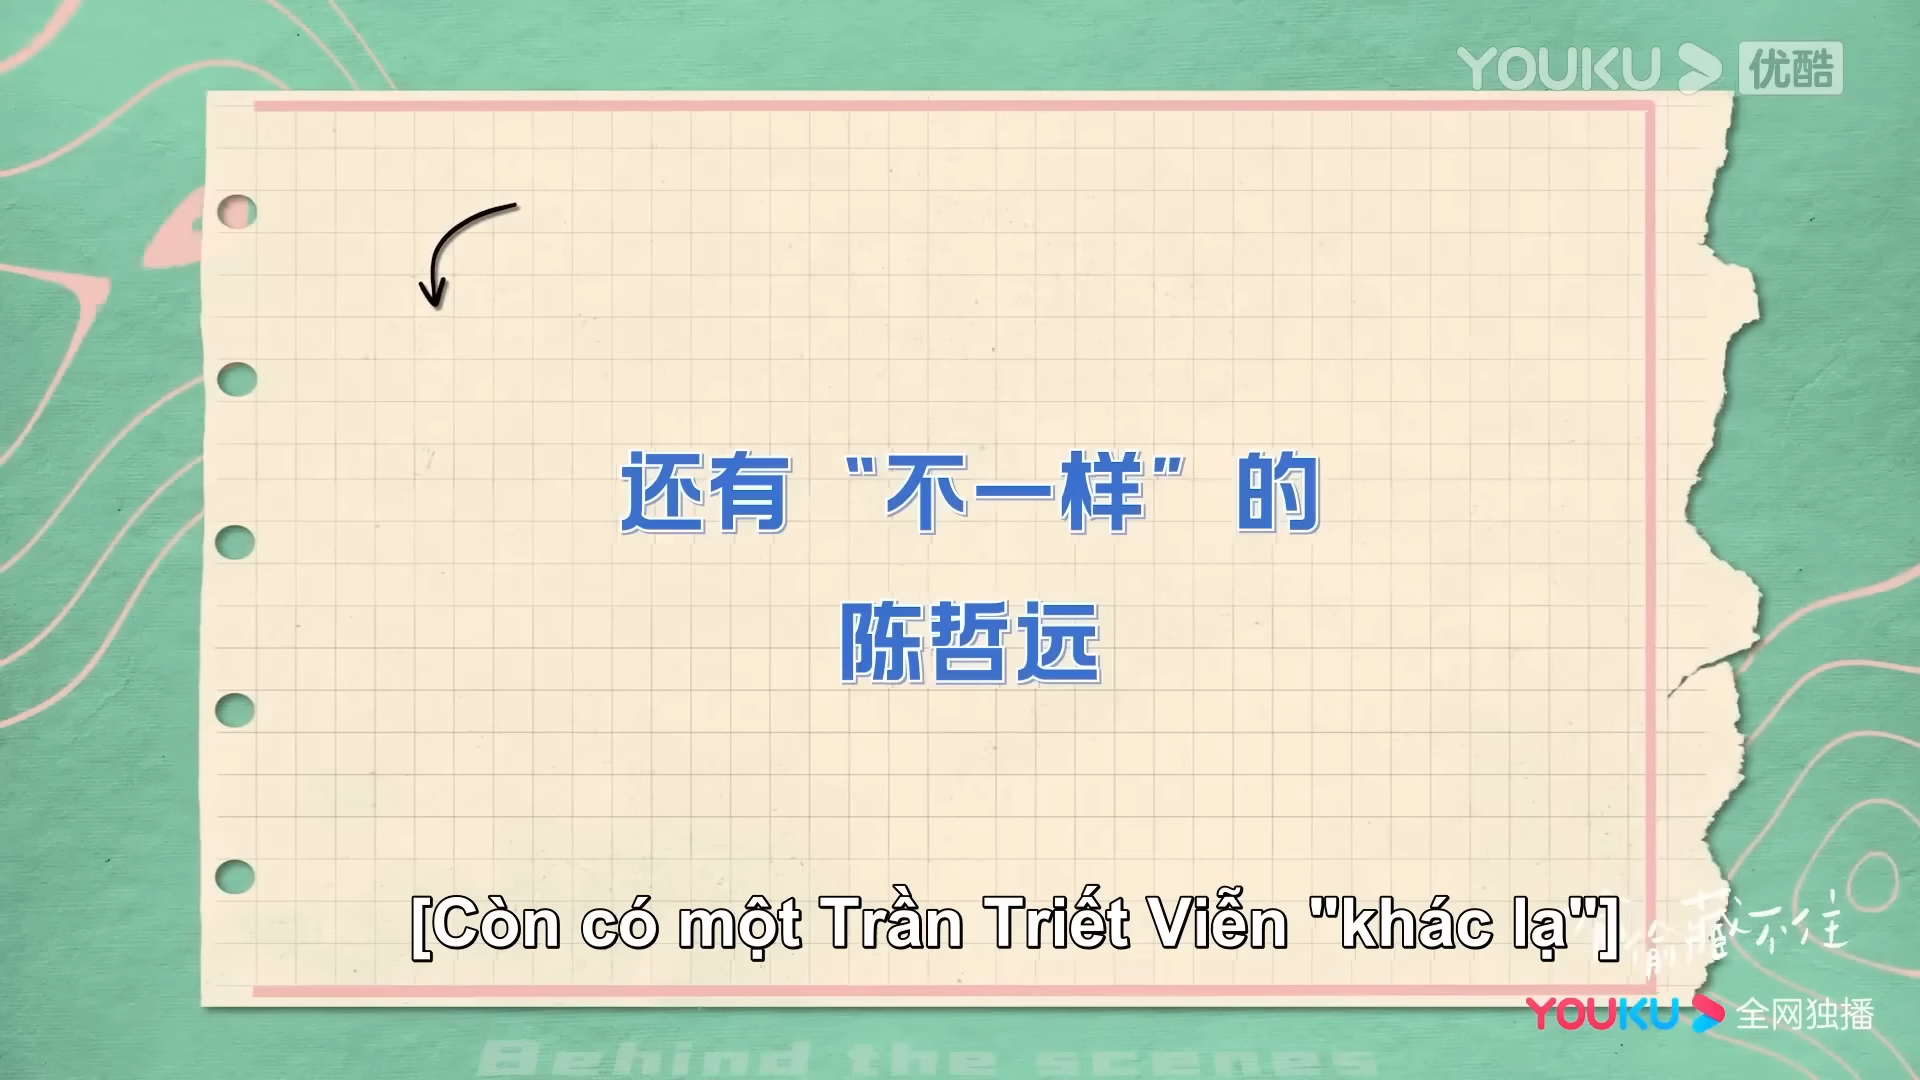 YOUKU 优酷
还有“不一样”的
陈哲远
[Còn có một Trần Triết Viễn "khác lạ"]
偷藏不住
YOUKU 全网独播
Behind the scenes